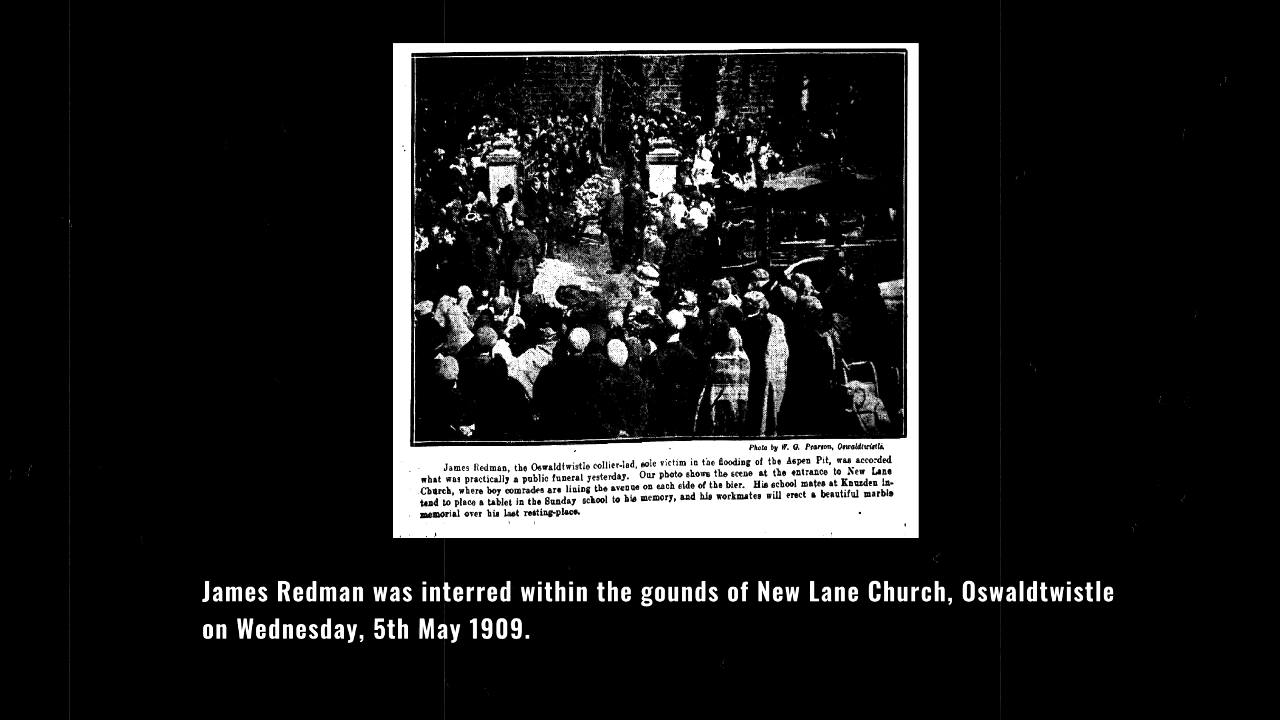 Photo by W. G. Pearson, Oswaldtwistle.
James Redman, the Oswaldtwistle collier-lad, sole victim in the flooding of the Aspen Pit, was accorded
what was practically a public funeral yesterday. Our photo shows the scene at the entrance to New Lane
Church, where boy comrades are lining the avenue on each side of the bier. His school mates at Knuzden in-
tend to place a tablet in the Sunday school to his memory, and his workmates will erect a beautiful marble
memorial over his last resting-place.
James Redman was interred within the gounds of New Lane Church, Oswaldtwistle
on Wednesday, 5th May 1909.